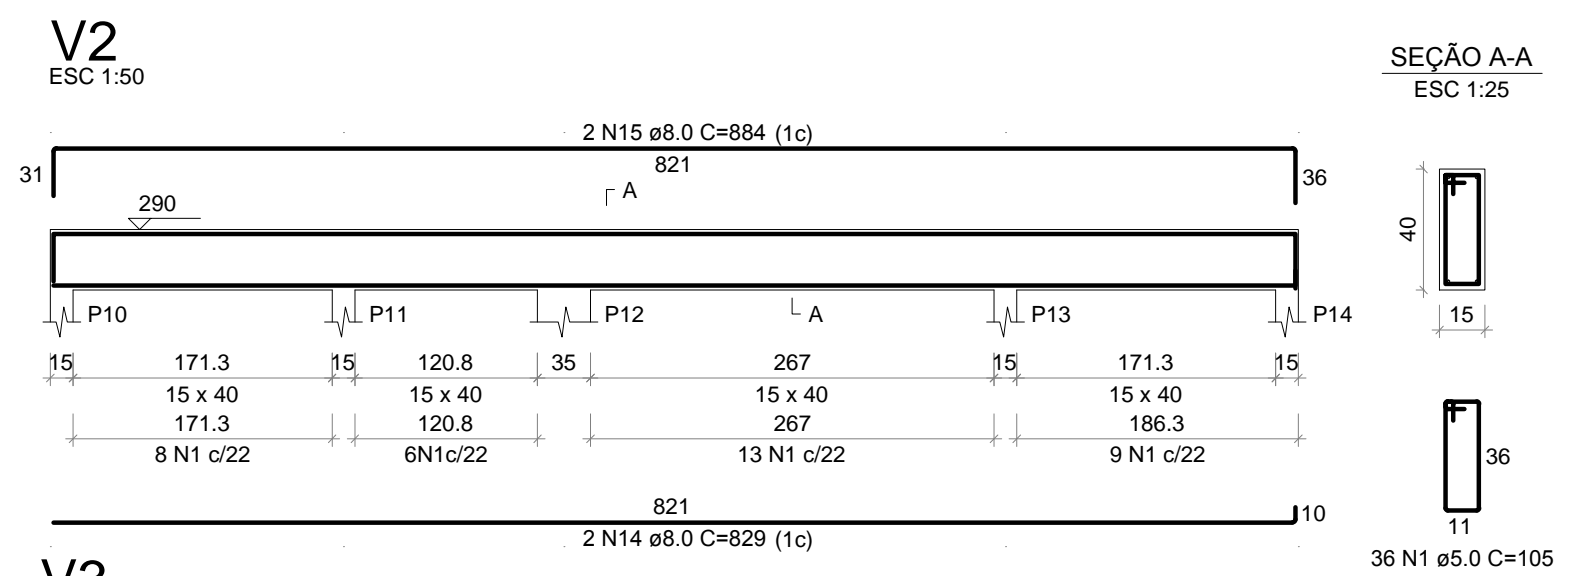 V2
ESC 1:50
SEÇÃO A-A
ESC 1:25
2 N15 ø8.0 C=884 (1c)
821
31
36
A
290
40
15
P10
P11
P12
A
P13
P14
15 171.3 15 120.8 35 267 15 171.3 15
15 x 40 15 x 40 15 x 40 15 x 40
171.3 120.8 267 186.3
8 N1 c/22 6N1c/22 13 N1 c/22 9 N1 c/22
36
11
36 N1 ø5.0 C=105
821
10
2 N14 ø8.0 C=829 (1c)